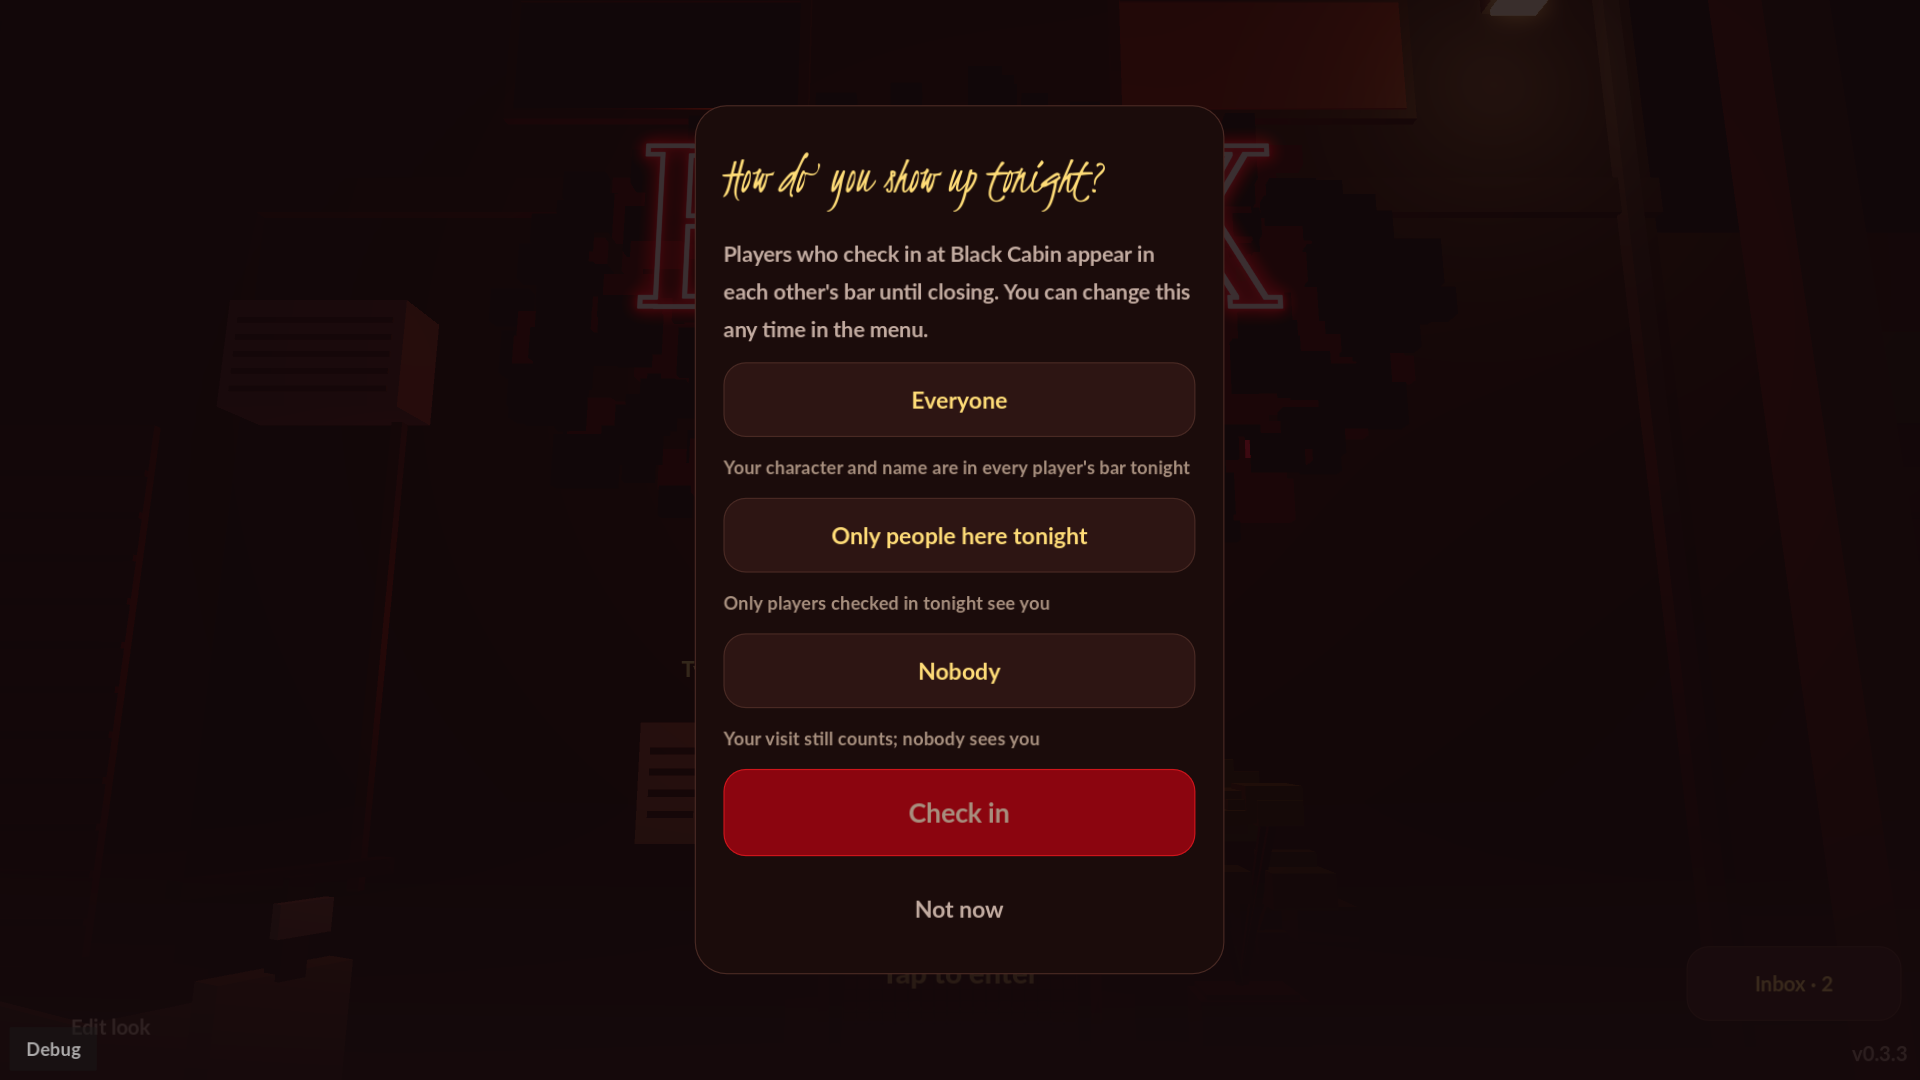 How do you show up tonight?
Players who check in at Black Cabin appear in
each other's bar until closing. You can change this
any time in the menu.
Everyone
Your character and name are in every player's bar tonight
Only people here tonight
Only players checked in tonight see you
Nobody
Your visit still counts; nobody sees you
Check in
Not now
Tap to enter
Inbox · 2
Edit look
Debug
v0.3.3